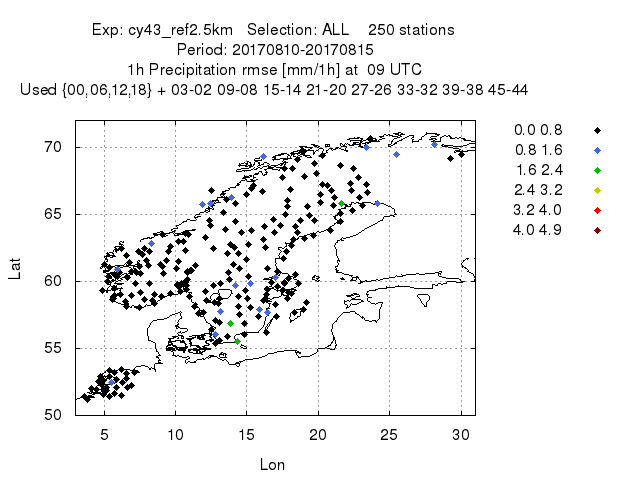 Exp: cy43_ref2.5km Selection: ALL 250 stations
Period: 20170810-20170815
1h Precipitation rmse [mm/1h] at 09 UTC
Used {00,06,12,18} + 03-02 09-08 15-14 21-20 27-26 33-32 39-38 45-44
0.0 0.8
0.8 1.6
1.6 2.4
2.4 3.2
3.2 4.0
4.0 4.9
70
65
60
55
50
Lat
5 10 15 20 25 30
Lon